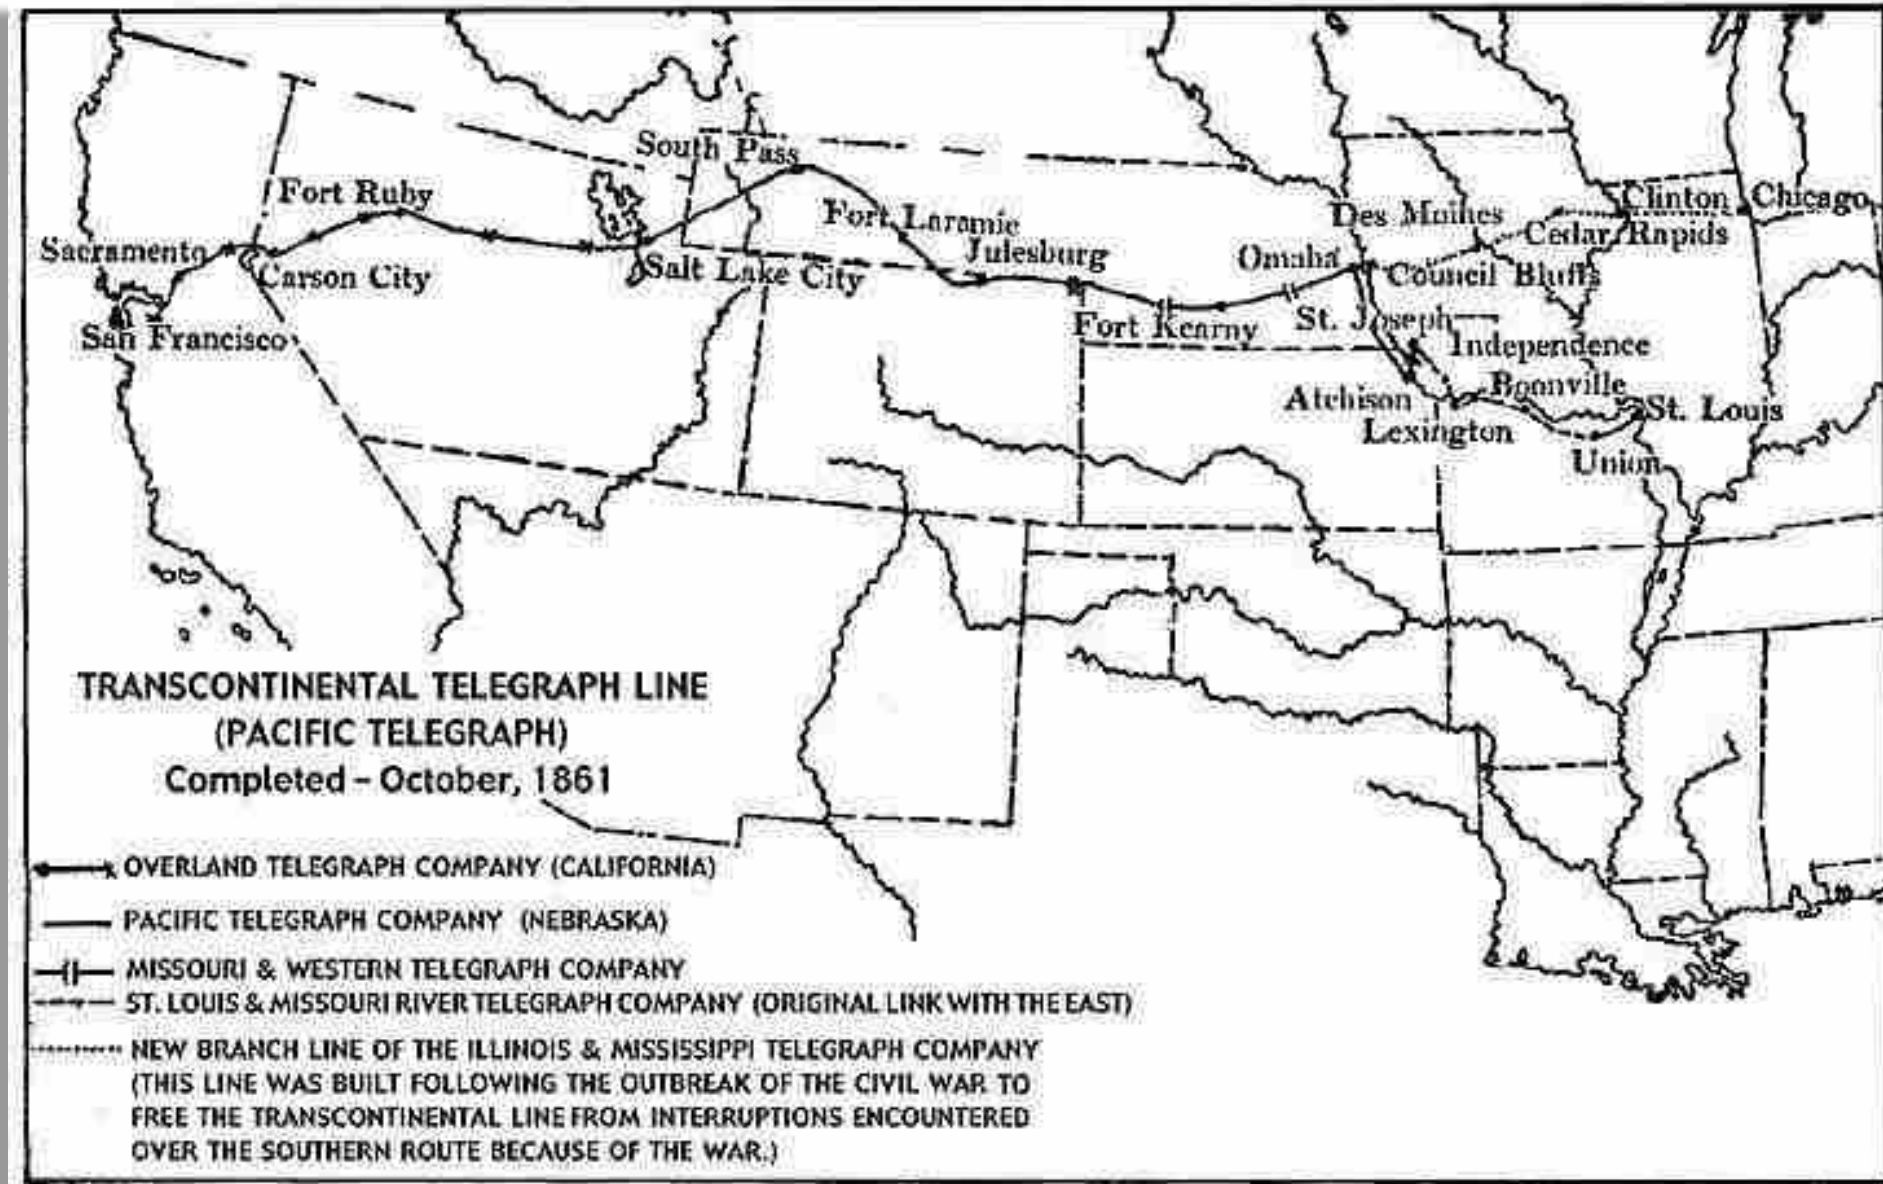 South Pass
Fort Ruby
Clinton
Chicago
Fort Laramie
Des Moines
Cedar Rapids
Sacramento
Julesburg
Omaha
Carson City
Salt Lake City
Council Bluffs
San Francisco
Fort Kearny
St. Joseph
Independence
Atchison
Boonville
St. Louis
Lexington
Union
TRANSCONTINENTAL TELEGRAPH LINE
(PACIFIC TELEGRAPH)
Completed – October, 1861
OVERLAND TELEGRAPH COMPANY (CALIFORNIA)
PACIFIC TELEGRAPH COMPANY (NEBRASKA)
MISSOURI & WESTERN TELEGRAPH COMPANY
ST. LOUIS & MISSOURI RIVER TELEGRAPH COMPANY (ORIGINAL LINK WITH THE EAST)
NEW BRANCH LINE OF THE ILLINOIS & MISSISSIPPI TELEGRAPH COMPANY
(THIS LINE WAS BUILT FOLLOWING THE OUTBREAK OF THE CIVIL WAR TO
FREE THE TRANSCONTINENTAL LINE FROM INTERRUPTIONS ENCOUNTERED
OVER THE SOUTHERN ROUTE BECAUSE OF THE WAR.)